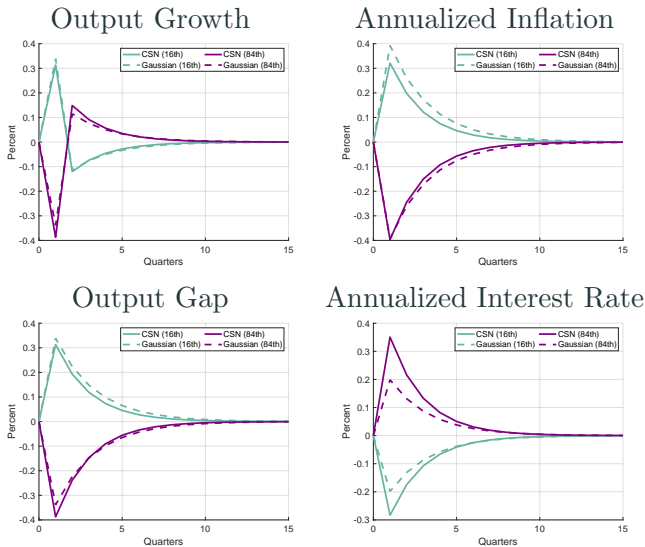 Output Growth
CSN (16th) CSN (84th)
Gaussian (16th) Gaussian (84th)
0.4
0.3
0.2
0.1
0
-0.1
-0.2
-0.3
-0.4
Percent
0 5 10 15
Quarters
Annualized Inflation
CSN (16th) CSN (84th)
Gaussian (16th) Gaussian (84th)
0.4
0.3
0.2
0.1
0
-0.1
-0.2
-0.3
-0.4
Percent
0 5 10 15
Quarters
Output Gap
CSN (16th) CSN (84th)
Gaussian (16th) Gaussian (84th)
0.4
0.3
0.2
0.1
0
-0.1
-0.2
-0.3
-0.4
Percent
0 5 10 15
Quarters
Annualized Interest Rate
CSN (16th) CSN (84th)
Gaussian (16th) Gaussian (84th)
0.4
0.3
0.2
0.1
0
-0.1
-0.2
-0.3
Percent
0 5 10 15
Quarters